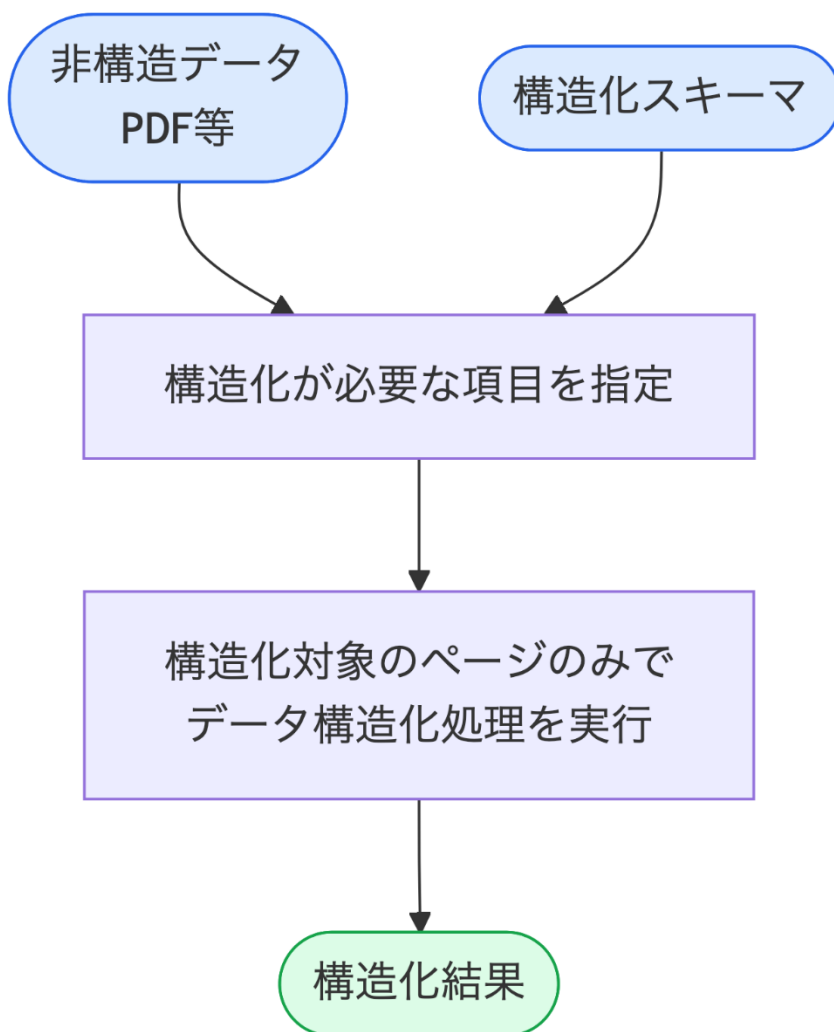 非構造データ
PDF等
構造化スキーマ
構造化が必要な項目を指定
構造化対象のページのみで
データ構造化処理を実行
構造化結果